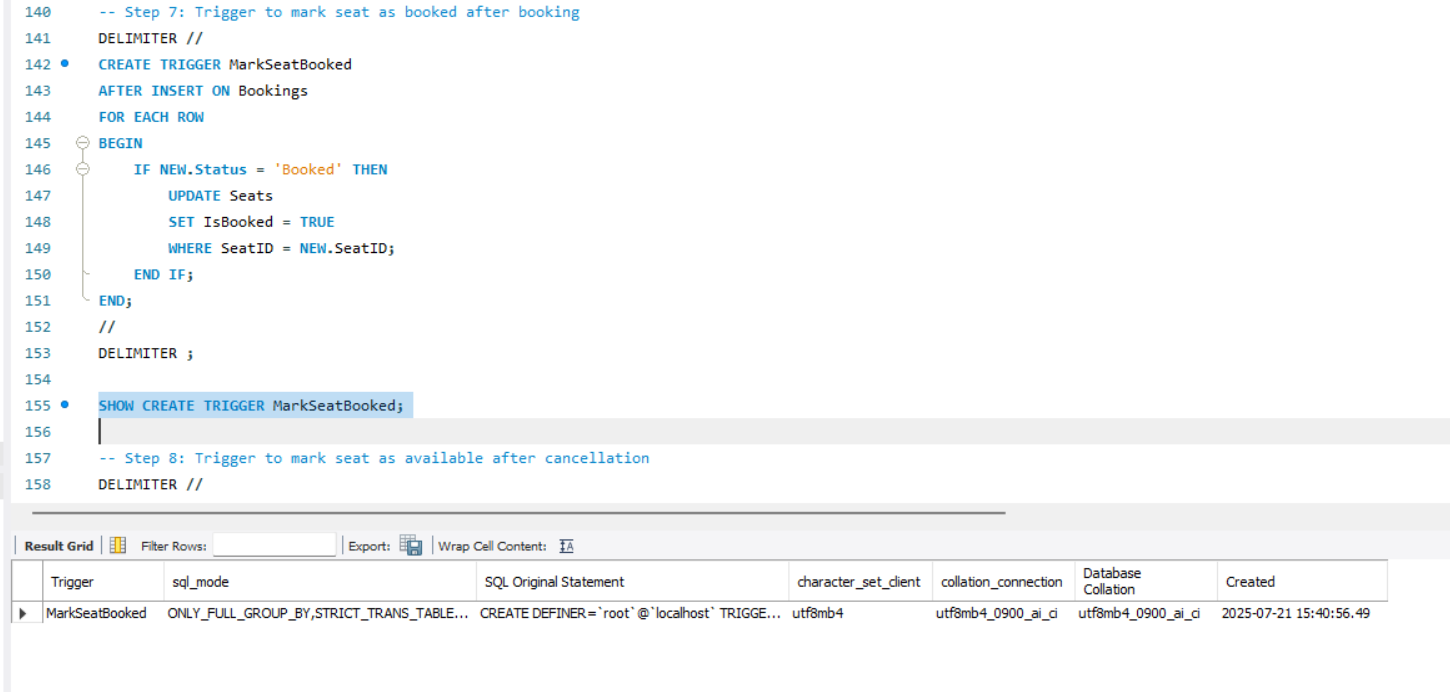 140 -- Step 7: Trigger to mark seat as booked after booking
141 DELIMITER //
142 CREATE TRIGGER MarkSeatBooked
143 AFTER INSERT ON Bookings
144 FOR EACH ROW
145 BEGIN
146 IF NEW.Status = 'Booked' THEN
147 UPDATE Seats
148 SET IsBooked = TRUE
149 WHERE SeatID = NEW.SeatID;
150 END IF;
151 END;
152 //
153 DELIMITER ;
154
155 SHOW CREATE TRIGGER MarkSeatBooked;
156
157 -- Step 8: Trigger to mark seat as available after cancellation
158 DELIMITER //
Result Grid Filter Rows: Export: Wrap Cell Content: IA
Trigger sql_mode SQL Original Statement character_set_client collation_connection Database Collation Created
MarkSeatBooked ONLY_FULL_GROUP_BY,STRICT_TRANS_TABLE... CREATE DEFINER=`root`@`localhost` TRIGGE... utf8mb4 utf8mb4_0900_ai_ci utf8mb4_0900_ai_ci 2025-07-21 15:40:56.49